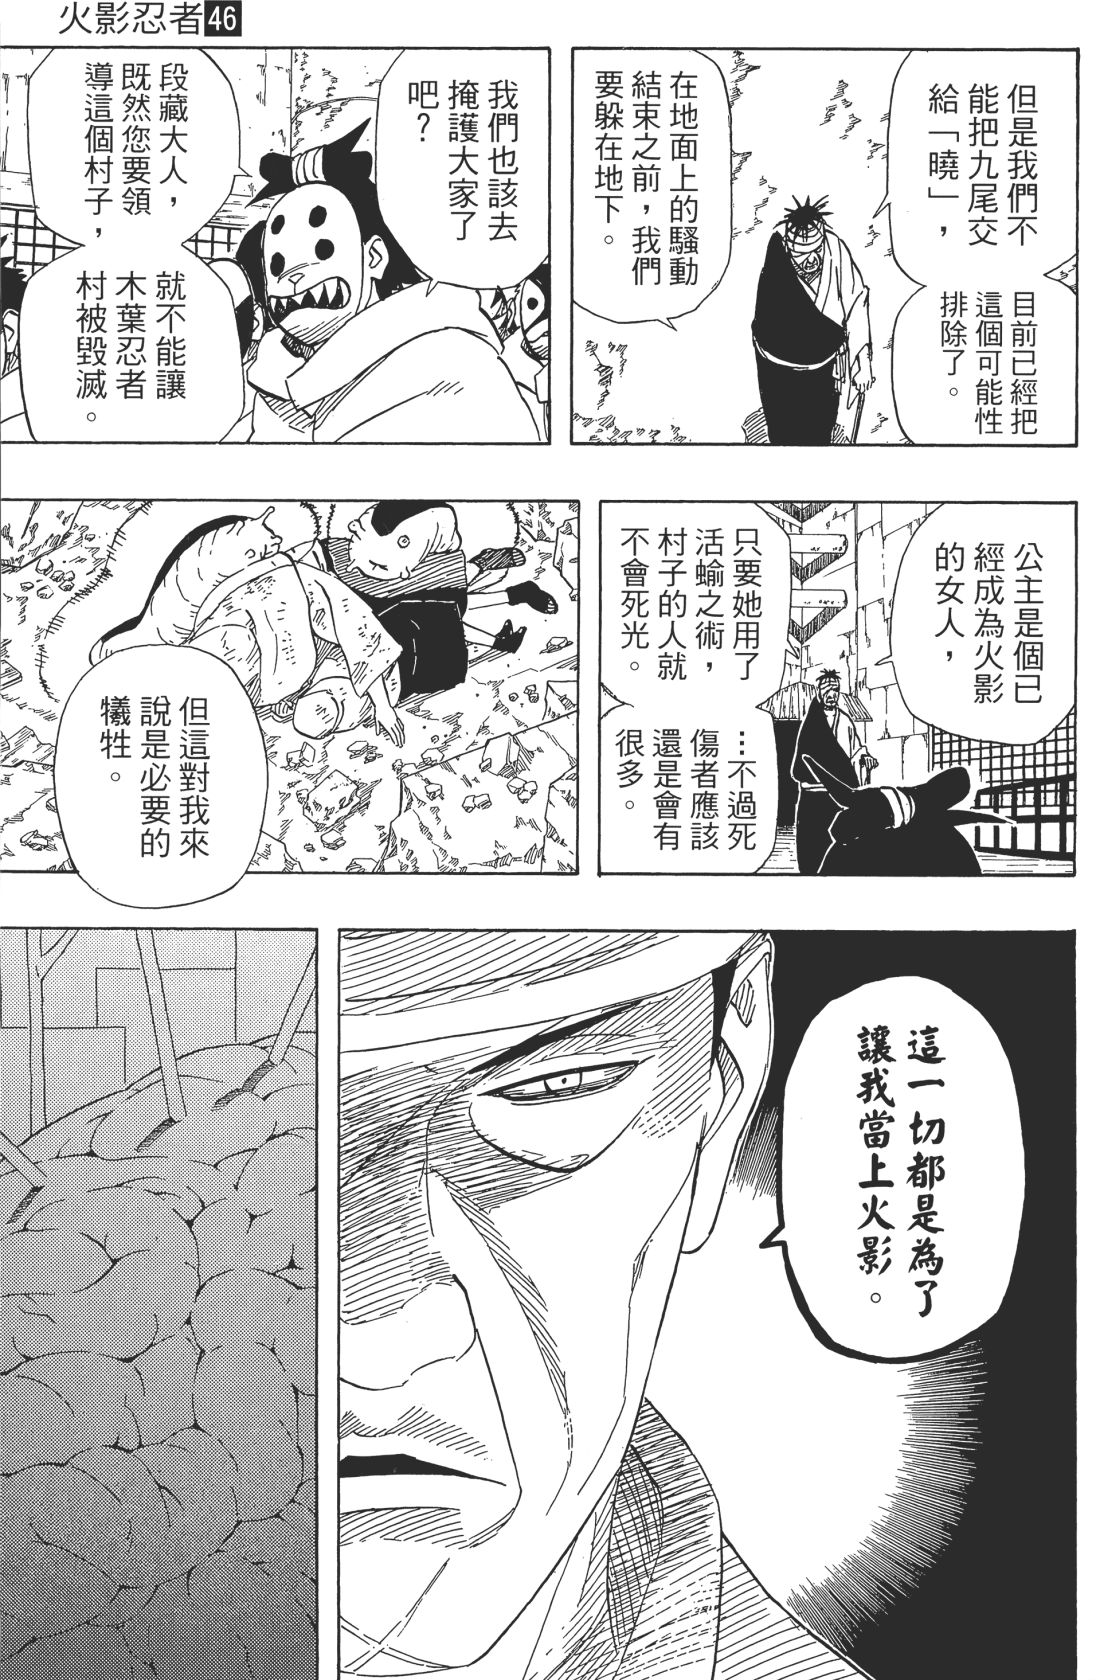 火影忍者46
但是我們不
能把九尾交
給「曉」，
目前已經把
這個可能性
排除了。
在地面上的騷動
結束之前，我們
要躲在地下。
我們也該去
掩護大家了
吧？
段藏大人，
既然您要領
導這個村子，
就不能讓
木葉忍者
村被毀滅。
公主是個已
經成為火影
的女人，
只要她用了
活蝓之術，
村子的人就
不會死光。
…不過死
傷者應該
還是會有
很多。
但這對我來
說是必要的
犧牲。
這一切都是為了
讓我當上火影。